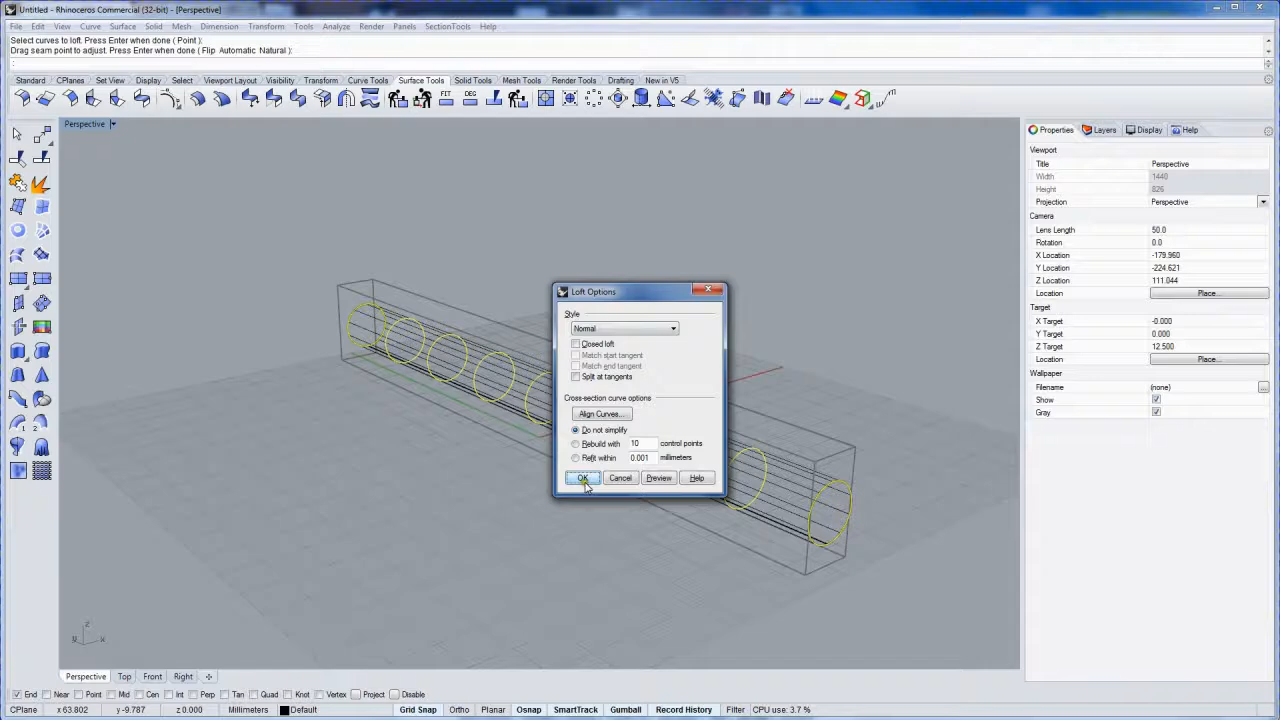 Untitled - Rhinoceros Commercial (32-bit) - [Perspective]
File Edit View Curve Surface Solid Mesh Dimension Transform Tools Analyze Render Panels SectionTools Help
Select curves to loft. Press Enter when done ( Point ):
Drag seam point to adjust. Press Enter when done ( Flip Automatic Natural ):
Standard CPlanes Set View Display Select Viewport Layout Visibility Transform Curve Tools Surface Tools Solid Tools Mesh Tools Render Tools Drafting New in V5
FIT DEG
Perspective
Properties Layers Display Help
Viewport
Title Perspective
Width 1440
Height 826
Projection Perspective
Camera
Lens Length 50.0
Rotation 0.0
X Location -179.960
Y Location -224.621
Z Location 111.044
Location Place...
Target
X Target -0.000
Y Target 0.000
Z Target 12.500
Location Place...
Wallpaper
Filename (none) ...
Show
Gray
Loft Options
Style
Normal
Closed loft
Match start tangent
Match end tangent
Split at tangents
Cross-section curve options
Align Curves...
Do not simplify
Rebuild with 10 control points
Refit within 0.001 millimeters
OK Cancel Preview Help
z
Perspective Top Front Right
End Near Point Mid Cen Int Perp Tan Quad Knot Vertex Project Disable
CPlane x 63.802 y -9.787 z 0.000 Millimeters Default Grid Snap Ortho Planar Osnap SmartTrack Gumball Record History Filter CPU use: 3.7 %